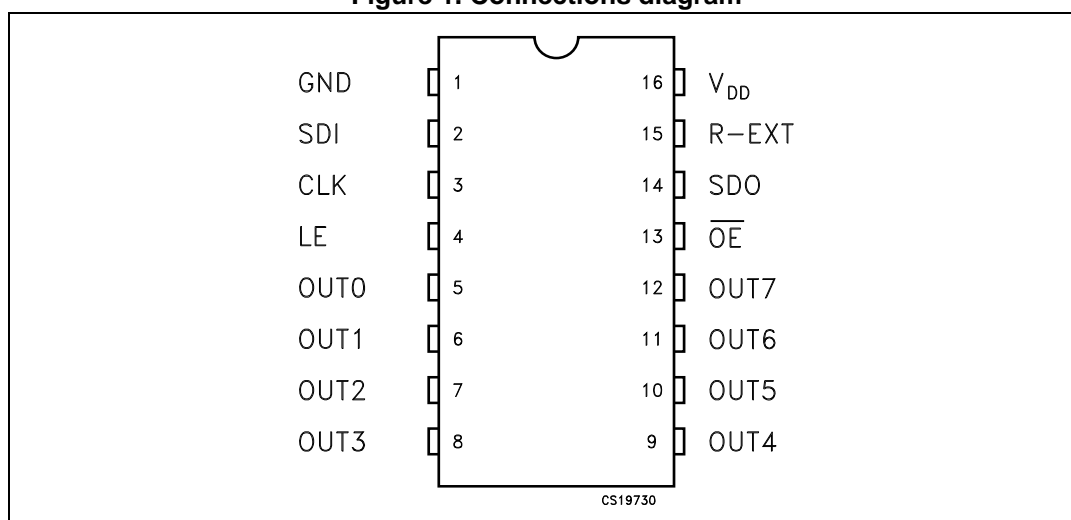 Figure 1. Connections diagram
GND 1 16 VDD
SDI 2 15 R-EXT
CLK 3 14 SDO
LE 4 13 O̅E̅
OUT0 5 12 OUT7
OUT1 6 11 OUT6
OUT2 7 10 OUT5
OUT3 8 9 OUT4
CS19730